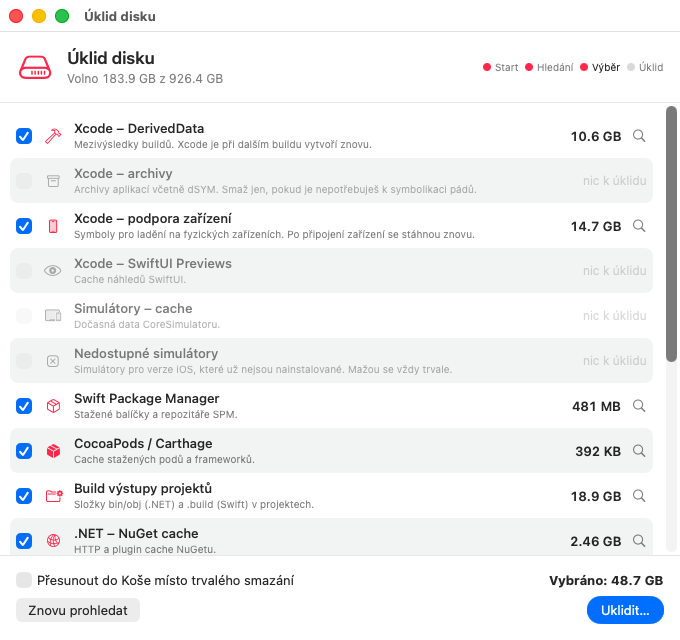 Úklid disku
Úklid disku
Volno 183.9 GB z 926.4 GB
Start Hledání Výběr Úklid
Xcode – DerivedData
Mezivýsledky buildů. Xcode je při dalším buildu vytvoří znovu.
10.6 GB
Xcode – archivy
Archivy aplikací včetně dSYM. Smaž jen, pokud je nepotřebuješ k symbolikaci pádů.
nic k úklidu
Xcode – podpora zařízení
Symboly pro ladění na fyzických zařízeních. Po připojení zařízení se stáhnou znovu.
14.7 GB
Xcode – SwiftUI Previews
Cache náhledů SwiftUI.
nic k úklidu
Simulátory – cache
Dočasná data CoreSimulatoru.
nic k úklidu
Nedostupné simulátory
Simulátory pro verze iOS, které už nejsou nainstalované. Mažou se vždy trvale.
nic k úklidu
Swift Package Manager
Stažené balíčky a repozitáře SPM.
481 MB
CocoaPods / Carthage
Cache stažených podů a frameworků.
392 KB
Build výstupy projektů
Složky bin/obj (.NET) a .build (Swift) v projektech.
18.9 GB
.NET – NuGet cache
HTTP a plugin cache NuGetu.
2.46 GB
Přesunout do Koše místo trvalého smazání
Vybráno: 48.7 GB
Znovu prohledat
Uklidit...